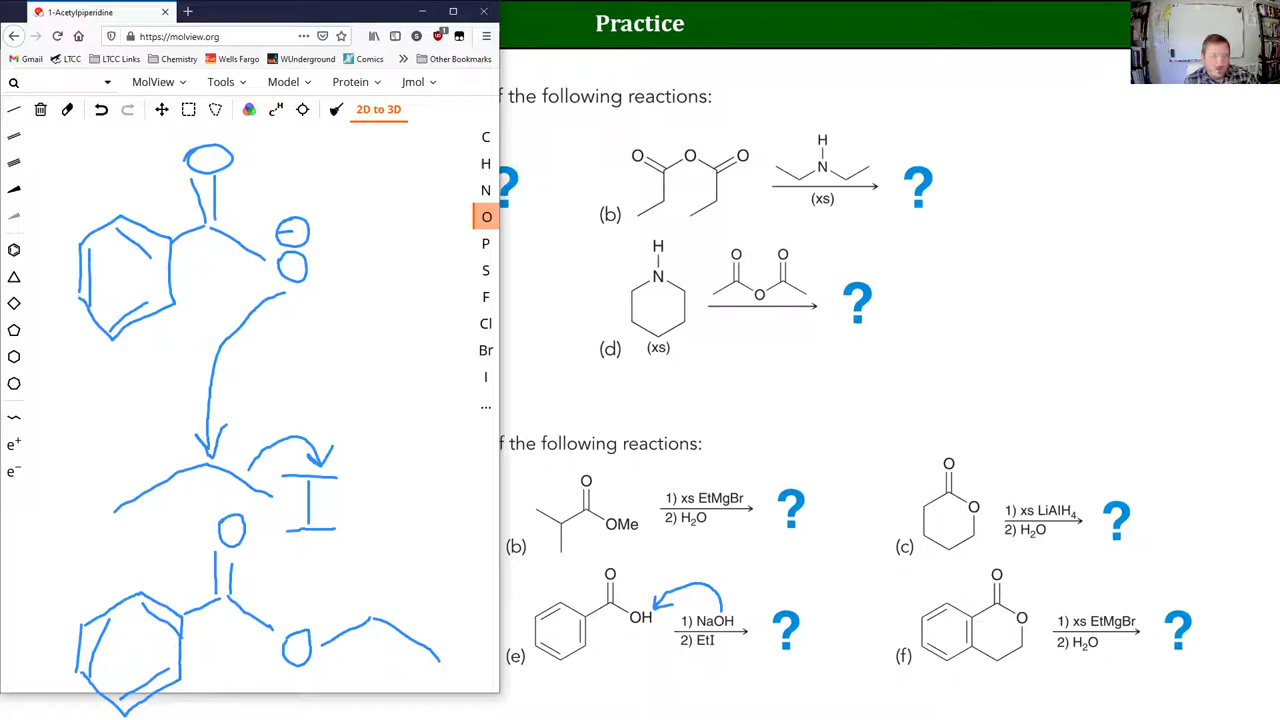 1-Acetylpiperidine
https://molview.org
Gmail LTCC LTCC Links Chemistry Wells Fargo WUnderground Comics Other Bookmarks
MolView Tools Model Protein Jmol
2D to 3D
C
H
N
O
P
S
F
Cl
Br
I
...
e+
e−
O
O
I
O
O
Practice
f the following reactions:
?
(b)
O O O
H
N
(xs)
?
(d)
H
N
(xs)
O O
O
?
f the following reactions:
(b)
O
OMe
1) xs EtMgBr
2) H2O
?
(c)
O
O
1) xs LiAlH4
2) H2O
?
(e)
O
OH
1) NaOH
2) EtI
?
(f)
O
O
1) xs EtMgBr
2) H2O
?